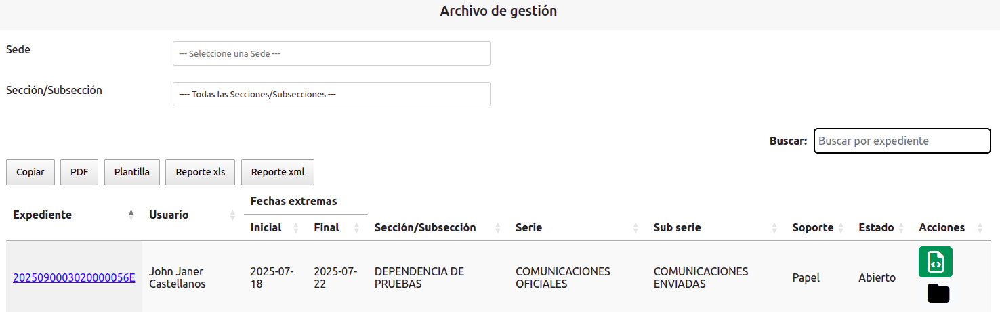 Archivo de gestión
Sede
--- Seleccione una Sede ---
Sección/Subsección
---- Todas las Secciones/Subsecciones ---
Buscar: Buscar por expediente
Copiar PDF Plantilla Reporte xls Reporte xml
Fechas extremas
Expediente Usuario
Inicial Final Sección/Subsección Serie Sub serie Soporte Estado Acciones
2025090003020000056E John Janer Castellanos 2025-07-18 2025-07-22 DEPENDENCIA DE PRUEBAS COMUNICACIONES OFICIALES COMUNICACIONES ENVIADAS Papel Abierto